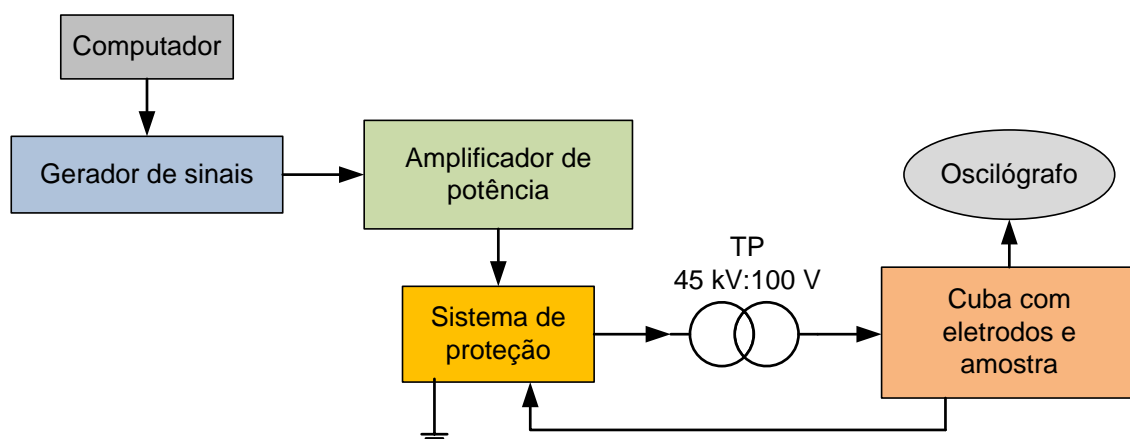 Computador
Gerador de sinais
Amplificador de
potência
Oscilógrafo
TP
45 kV:100 V
Sistema de
proteção
Cuba com
eletrodos e
amostra